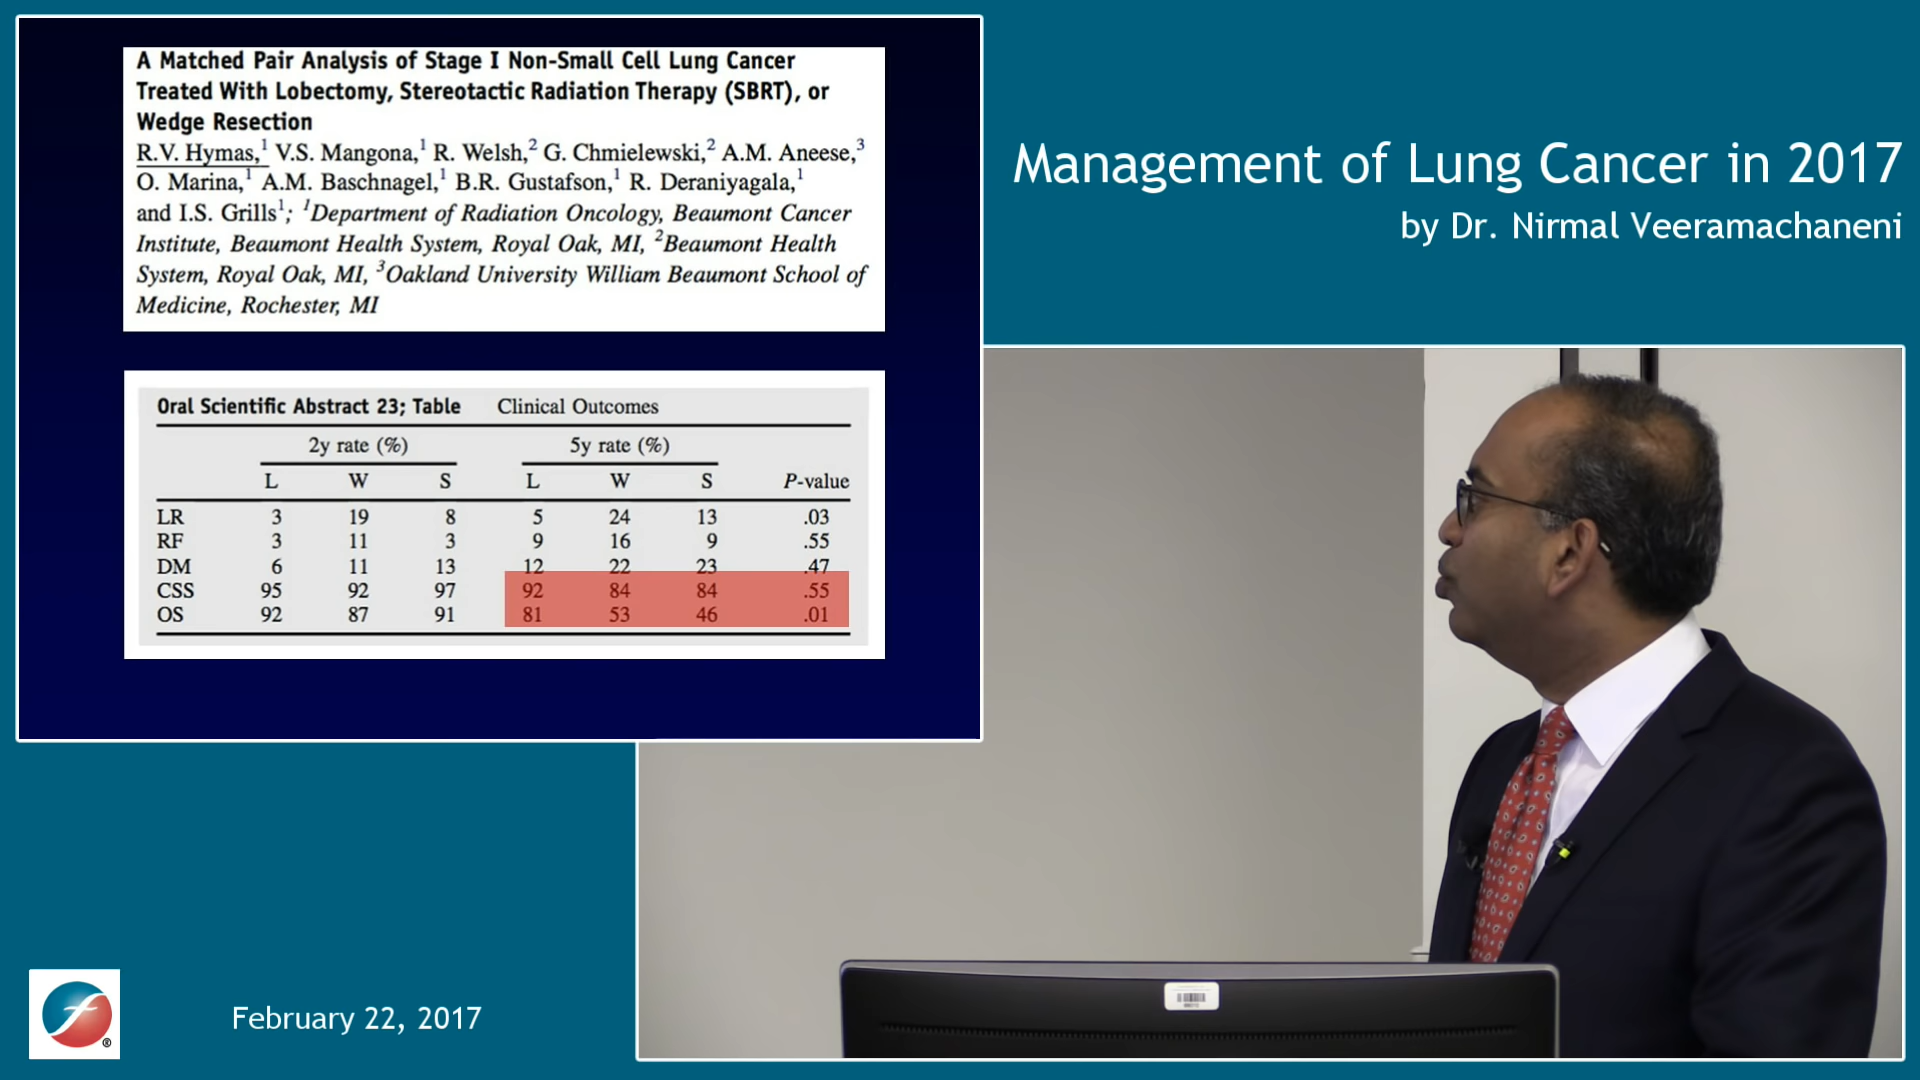 A Matched Pair Analysis of Stage I Non-Small Cell Lung Cancer
Treated With Lobectomy, Stereotactic Radiation Therapy (SBRT), or
Wedge Resection
R.V. Hymas,1 V.S. Mangona,1 R. Welsh,2 G. Chmielewski,2 A.M. Aneese,3
O. Marina,1 A.M. Baschnagel,1 B.R. Gustafson,1 R. Deraniyagala,1
and I.S. Grills1; 1Department of Radiation Oncology, Beaumont Cancer
Institute, Beaumont Health System, Royal Oak, MI, 2Beaumont Health
System, Royal Oak, MI, 3Oakland University William Beaumont School of
Medicine, Rochester, MI
Oral Scientific Abstract 23; Table Clinical Outcomes
2y rate (%) 5y rate (%)
L W S L W S P-value
LR 3 19 8 5 24 13 .03
RF 3 11 3 9 16 9 .55
DM 6 11 13 12 22 23 .47
CSS 95 92 97 92 84 84 .55
OS 92 87 91 81 53 46 .01
Management of Lung Cancer in 2017
by Dr. Nirmal Veeramachaneni
f ®
February 22, 2017